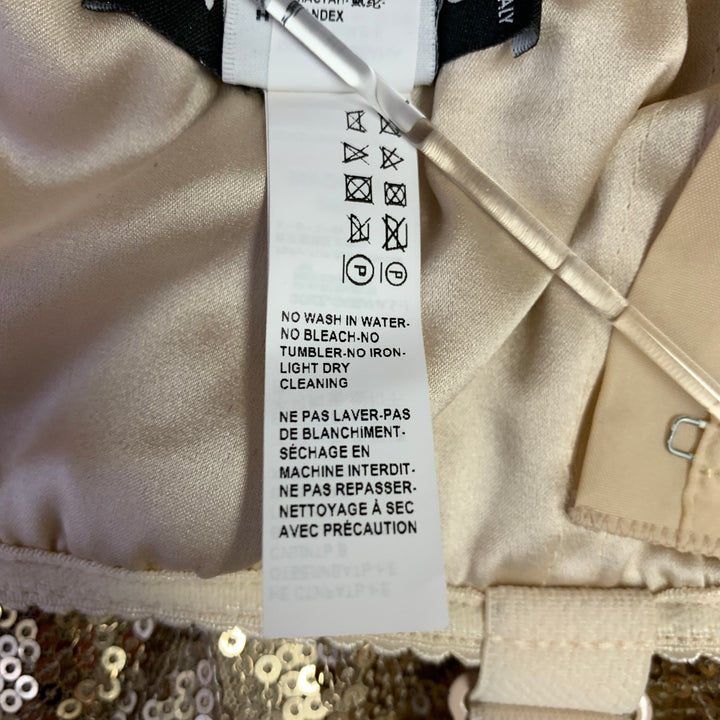 ITALY
NO WASH IN WATER-
NO BLEACH-NO
TUMBLER-NO IRON-
LIGHT DRY
CLEANING
NE PAS LAVER-PAS
DE BLANCHIMENT-
SÉCHAGE EN
MACHINE INTERDIT-
NE PAS REPASSER-
NETTOYAGE À SEC
AVEC PRÉCAUTION
P P